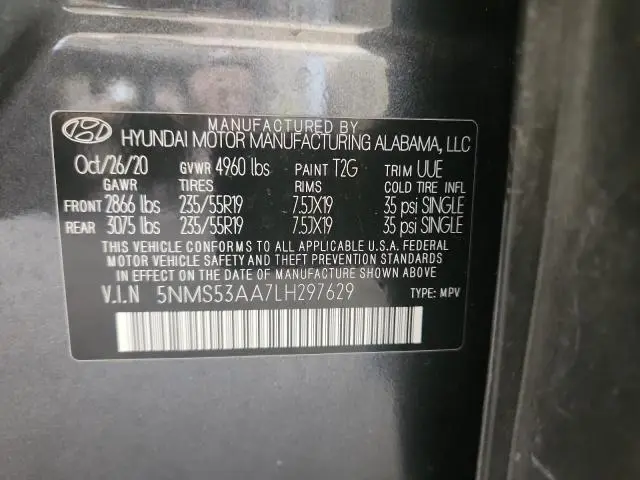 MANUFACTURED BY
HYUNDAI MOTOR MANUFACTURING ALABAMA, LLC
Oct/26/20 GVWR 4960 lbs PAINT T2G TRIM UUE
GAWR TIRES RIMS COLD TIRE INFL
FRONT 2866 lbs 235/55R19 7.5JX19 35 psi SINGLE
REAR 3075 lbs 235/55R19 7.5JX19 35 psi SINGLE
THIS VEHICLE CONFORMS TO ALL APPLICABLE U.S.A. FEDERAL
MOTOR VEHICLE SAFETY AND THEFT PREVENTION STANDARDS
IN EFFECT ON THE DATE OF MANUFACTURE SHOWN ABOVE.
V.I.N 5NMS53AA7LH297629 TYPE: MPV